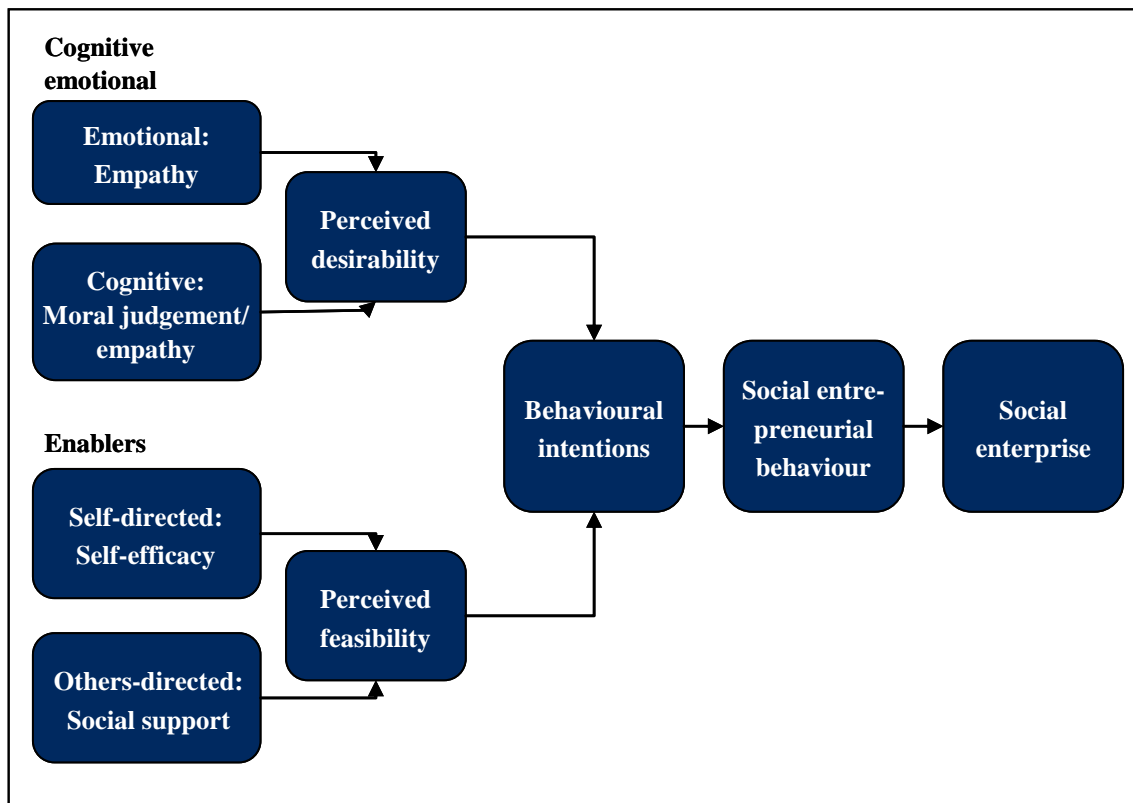 Cognitive
emotional
Emotional:
Empathy
Perceived
desirability
Cognitive:
Moral judgement/
empathy
Behavioural
intentions
Social entre-
preneurial
behaviour
Social
enterprise
Enablers
Self-directed:
Self-efficacy
Perceived
feasibility
Others-directed:
Social support